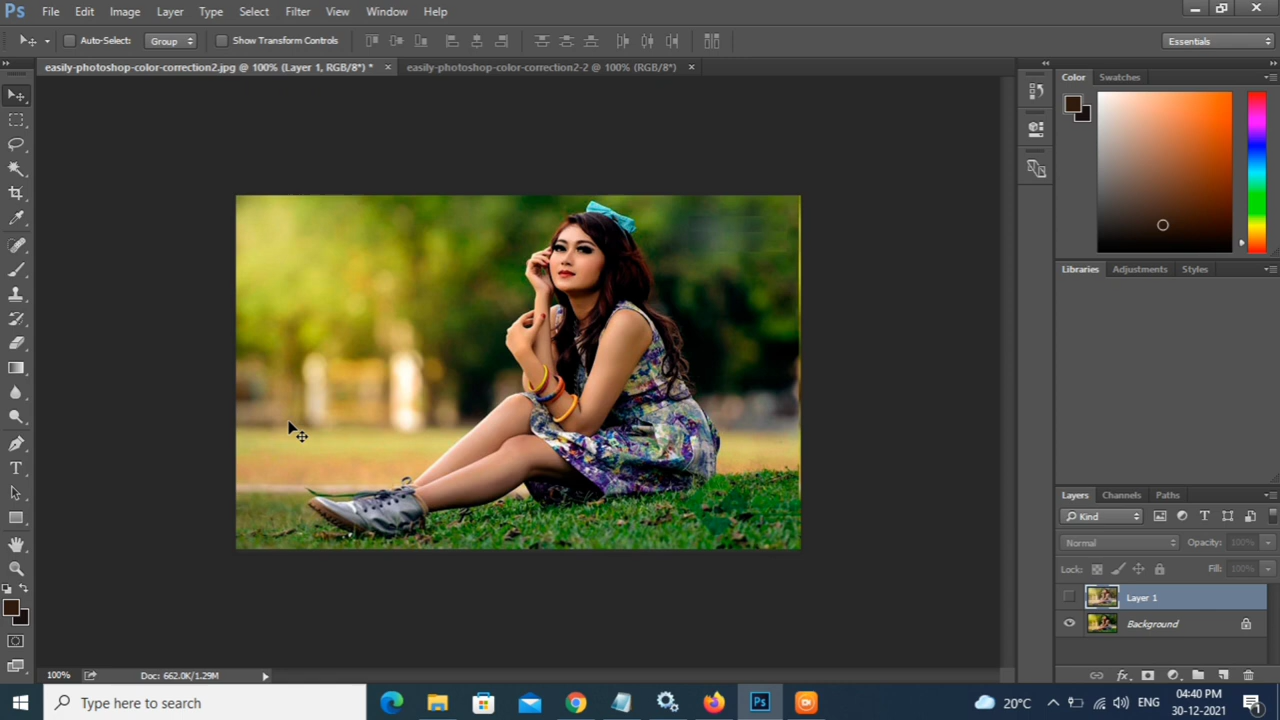 Ps File Edit Image Layer Type Select Filter View Window Help
Auto-Select: Group Show Transform Controls Essentials
easily-photoshop-color-correction2.jpg @ 100% (Layer 1, RGB/8*) * × easily-photoshop-color-correction2-2 @ 100% (RGB/8*) ×
Color Swatches
Libraries Adjustments Styles
Layers Channels Paths
Kind
Normal Opacity: 100%
Lock: Fill: 100%
Layer 1
Background
fx
100% Doc: 662.0K/1.29M
Type here to search
Ps
20°C ENG
04:40 PM
30-12-2021
1